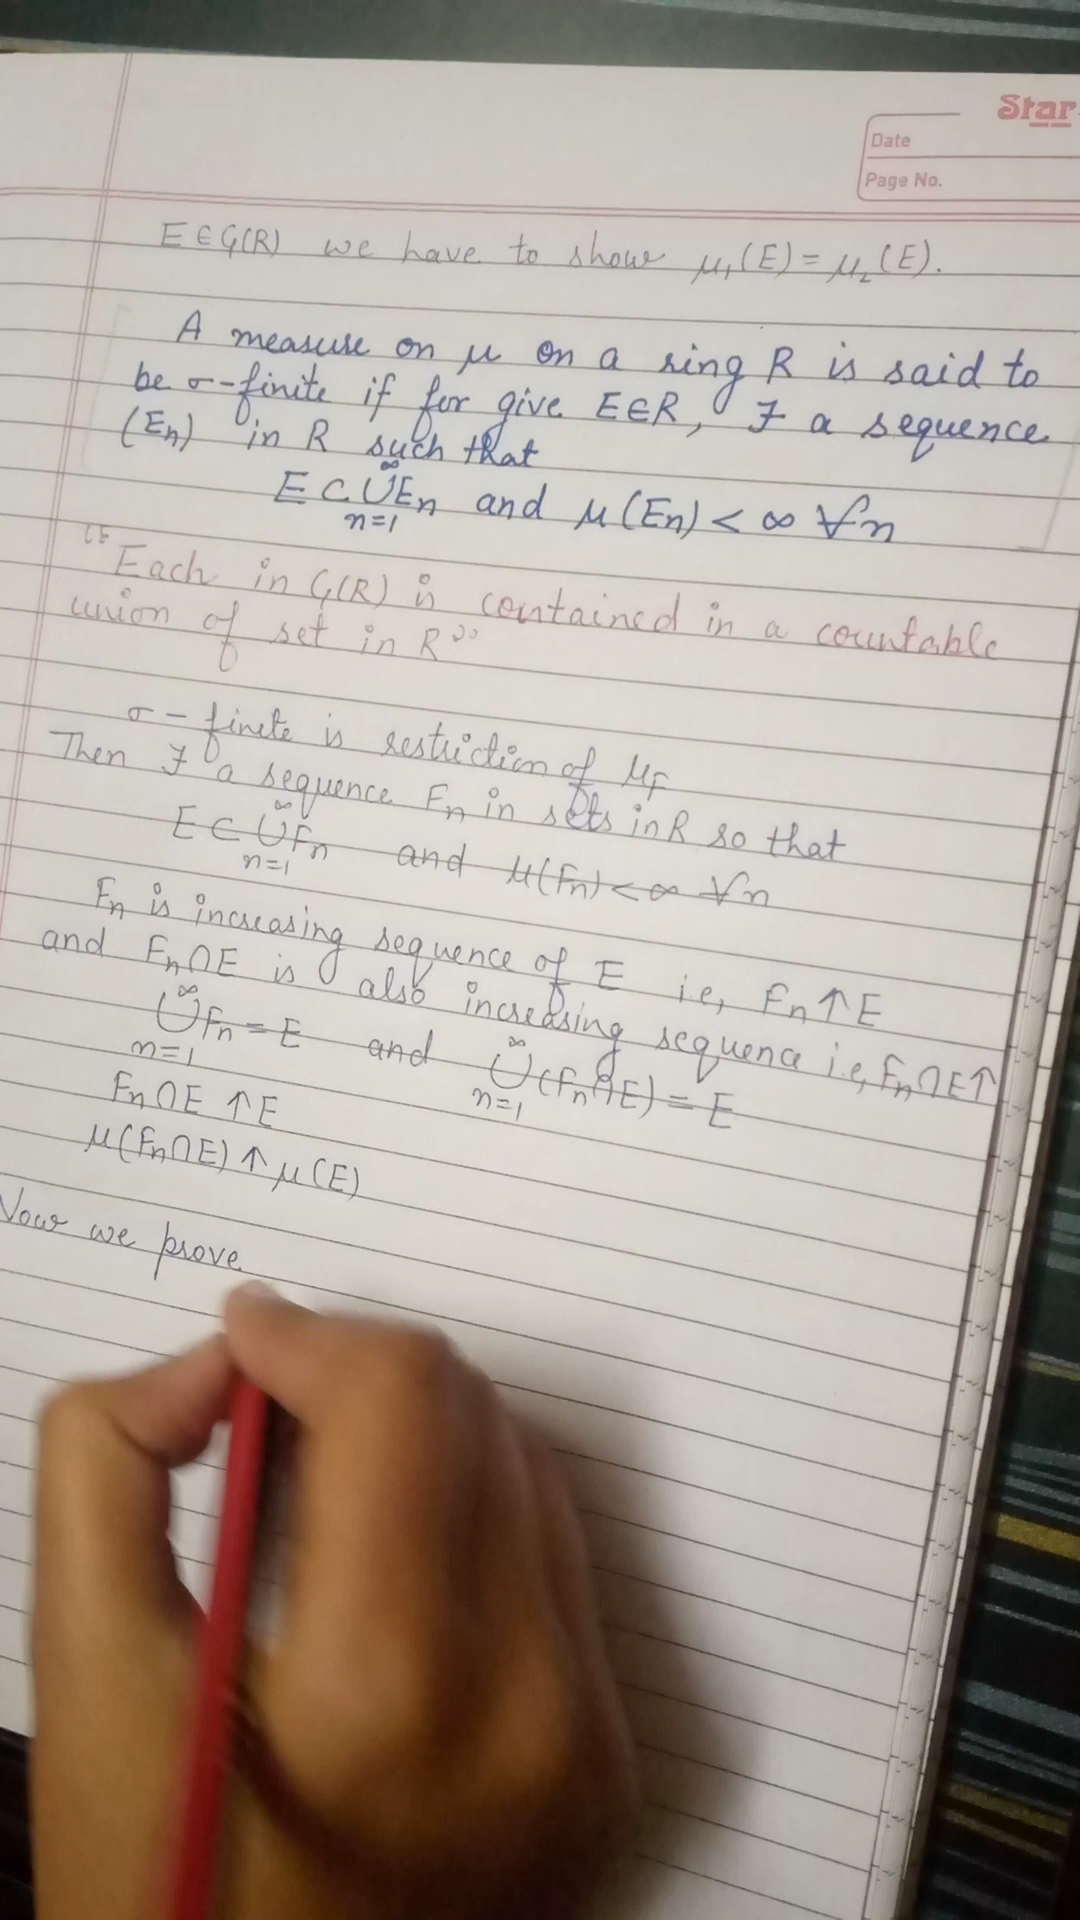 Star
Date
Page No.
E ∈ G(R) we have to show μ₁(E) = μ₂(E).
A measure on μ on a ring R is said to
be σ-finite if for give E∈R, ∃ a sequence
(En) in R such that
E ⊂ ∞∪n=1 En and μ(En) < ∞ ∀n
"Each in G(R) is contained in a countable
union of set in R"
σ-finite is restriction of μF
Then ∃ a sequence Fn in sets in R so that
E ⊂ ∞∪n=1 Fn and μ(Fn) < ∞ ∀n
Fn is increasing sequence of E i.e, Fn↑E
and Fn∩E is also increasing sequence i.e, Fn∩E↑
∞∪n=1 Fn = E and ∞∪n=1 (Fn∩E) = E
Fn∩E ↑E
μ(Fn∩E) ↑ μ(E)
Now we prove